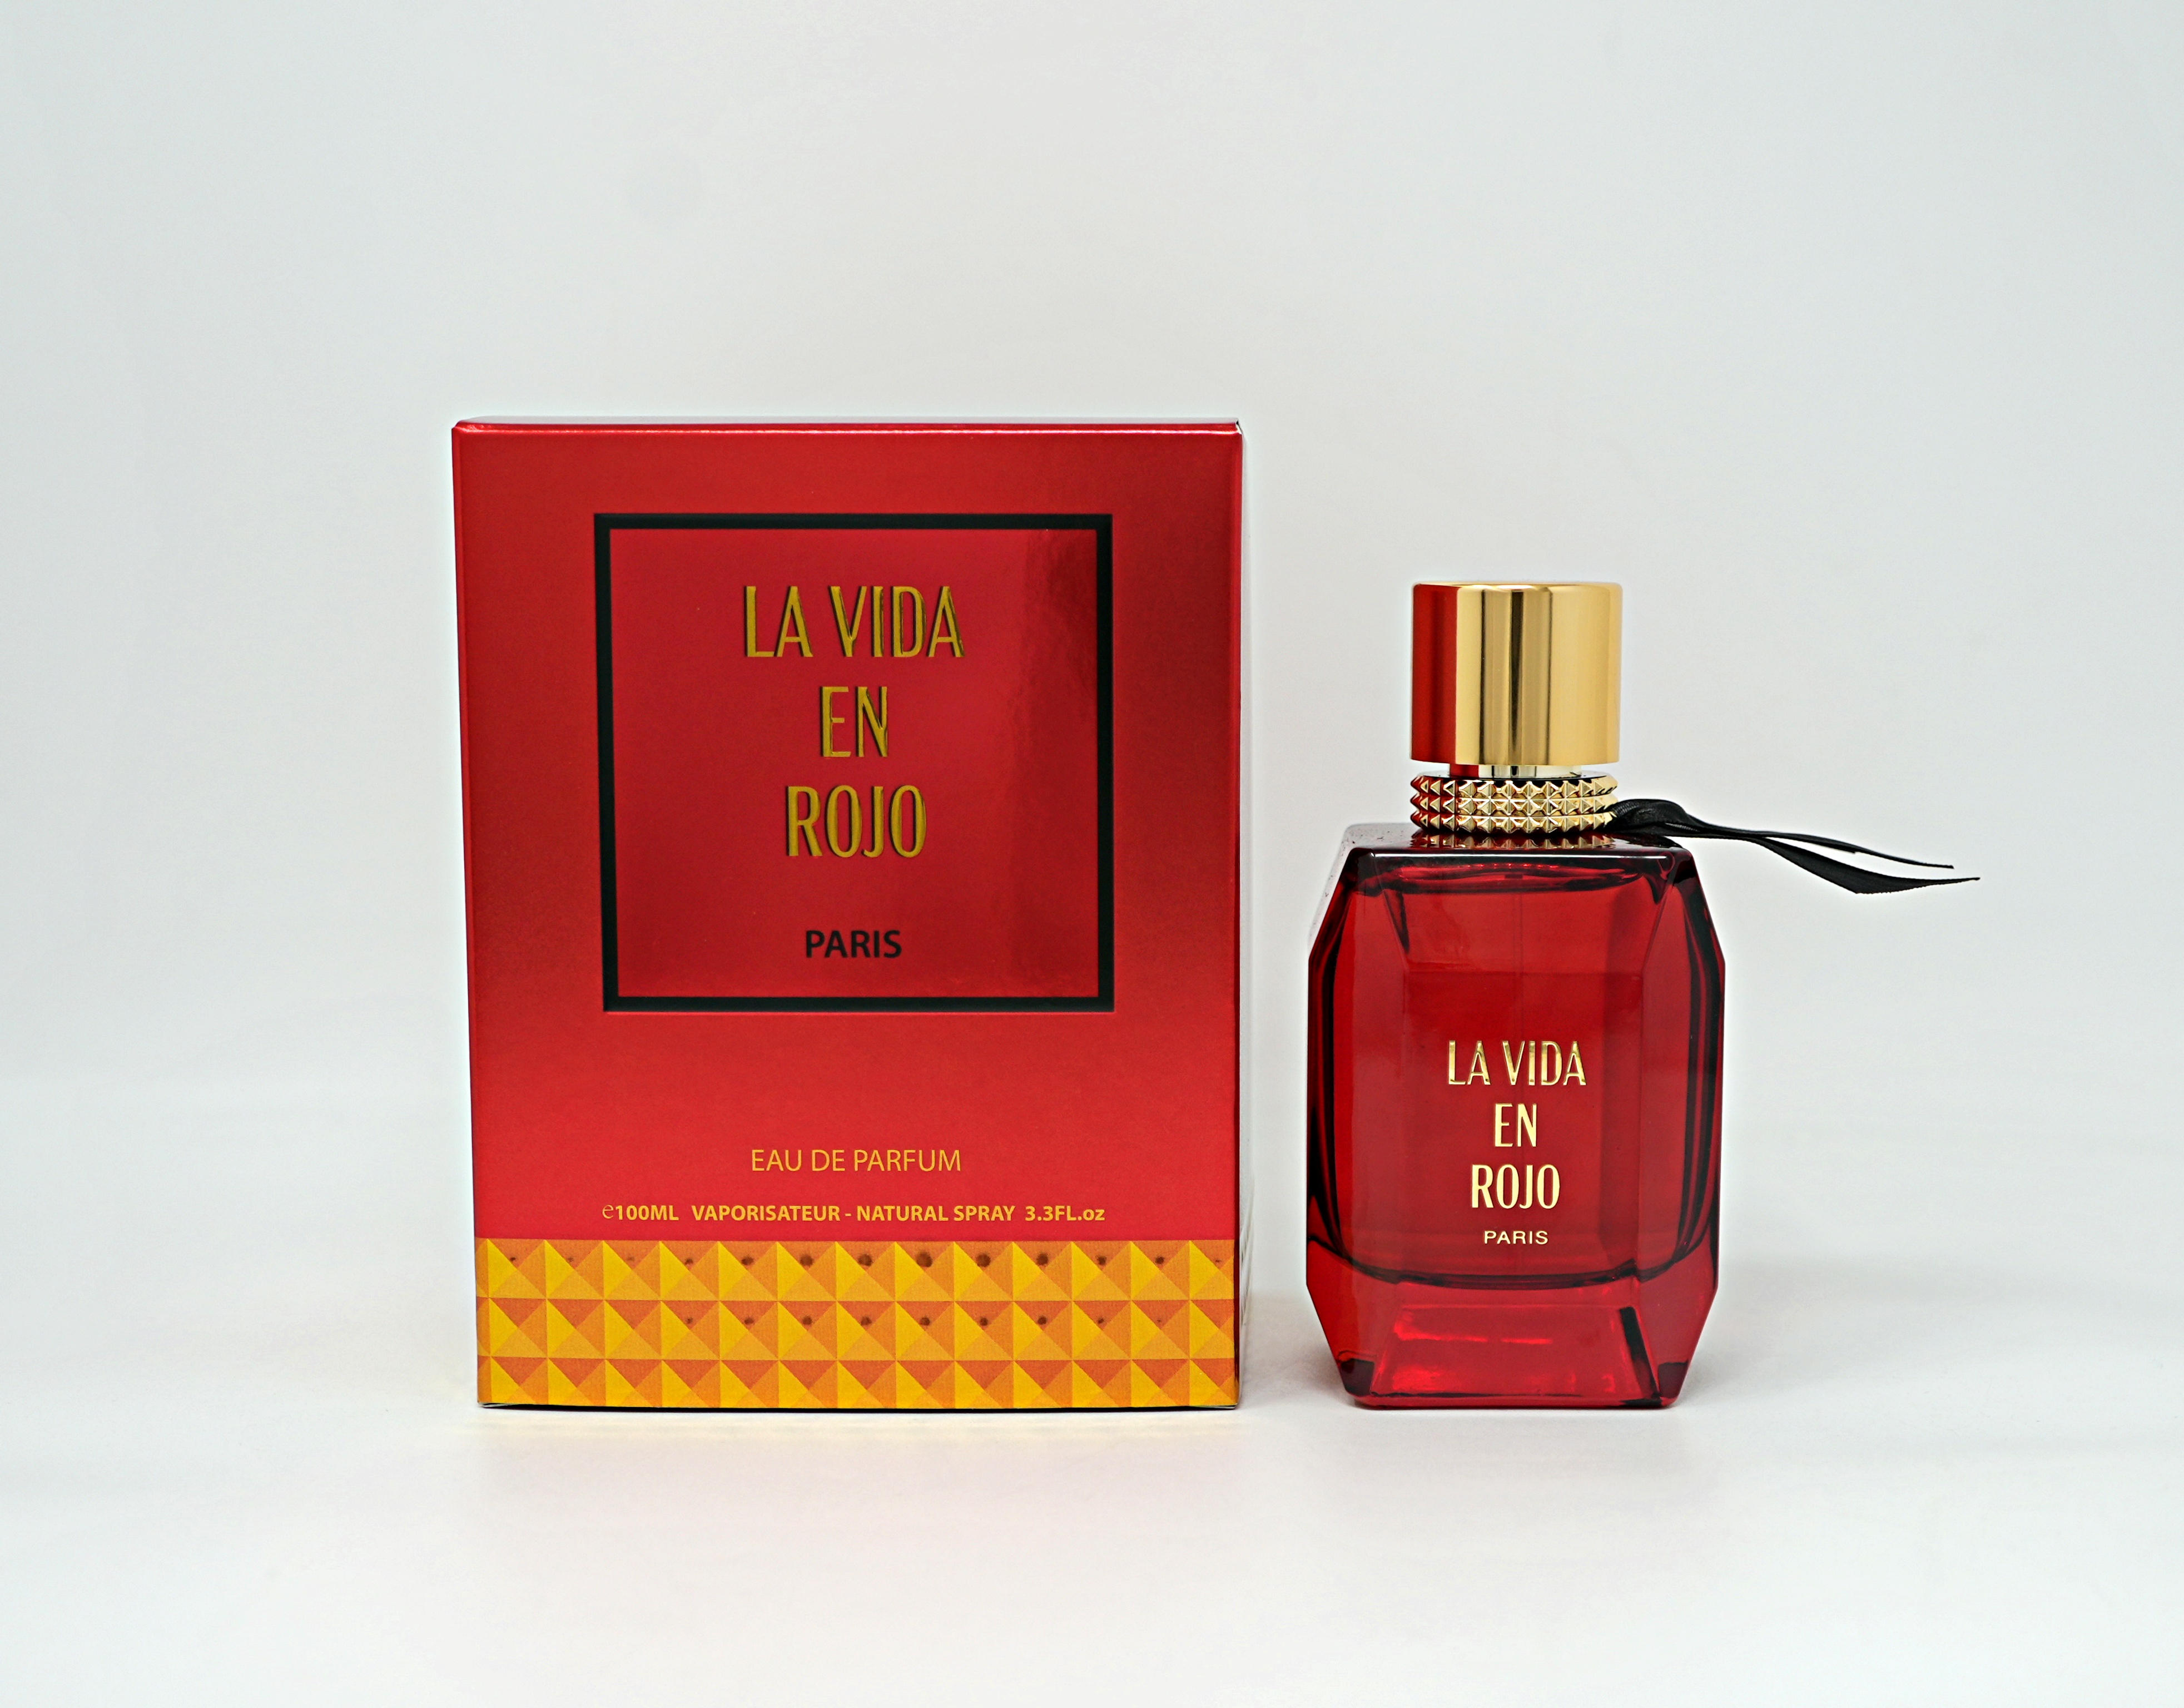 LA VIDA
EN
ROJO
PARIS
EAU DE PARFUM
℮100ML VAPORISATEUR - NATURAL SPRAY 3.3FL.oz
LA VIDA
EN
ROJO
PARIS